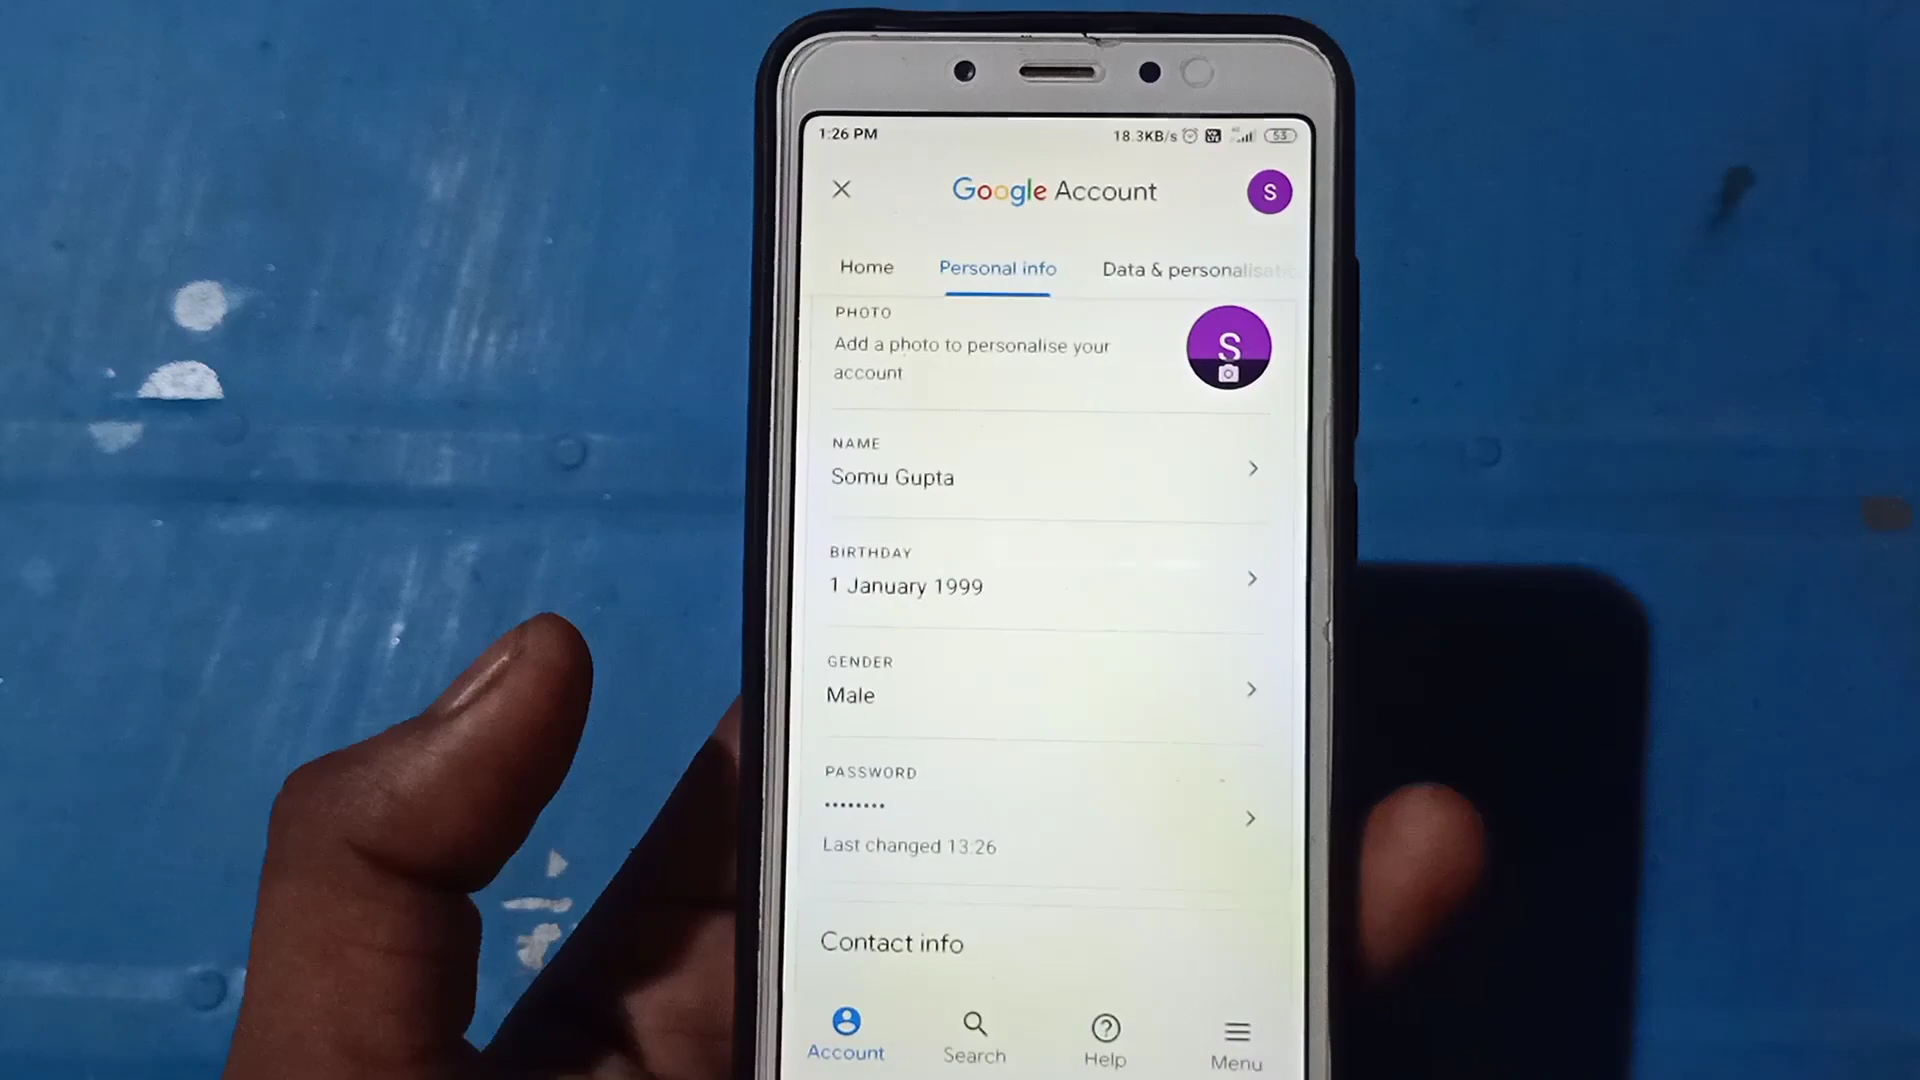 1:26 PM 18.3KB/s 53
Google Account S
Home Personal info Data & personalisati
PHOTO
Add a photo to personalise your
account
S
NAME
Somu Gupta
BIRTHDAY
1 January 1999
GENDER
Male
PASSWORD
••••••••
Last changed 13:26
Contact info
Account Search Help Menu